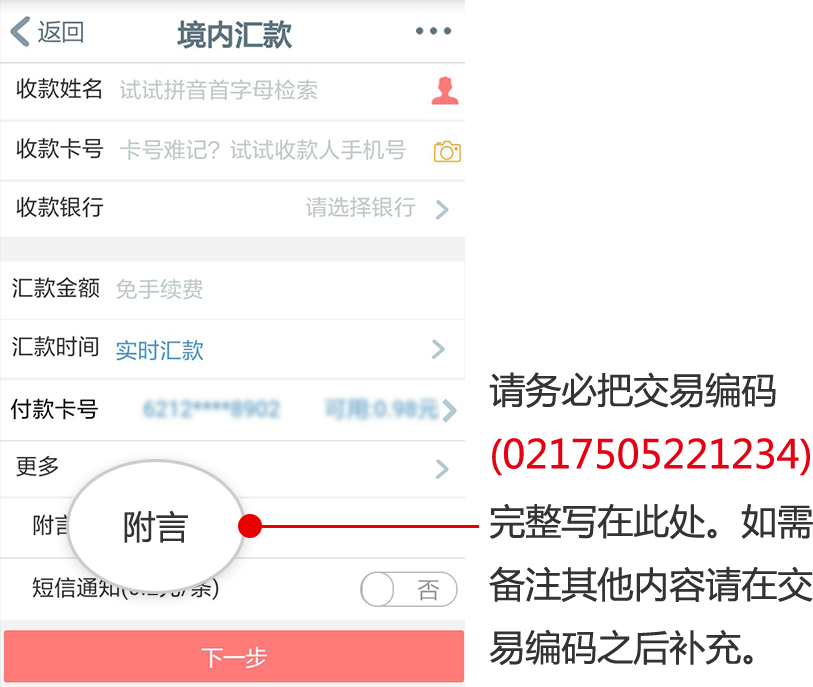 返回
境内汇款
收款姓名 试试拼音首字母检索
收款卡号 卡号难记？试试收款人手机号
收款银行 请选择银行
汇款金额 免手续费
汇款时间 实时汇款
付款卡号 6212****8902 可用:0.98元
更多
附言
附言
短信通知(0.2元/条)
否
下一步
请务必把交易编码
(0217505221234)
完整写在此处。如需
备注其他内容请在交
易编码之后补充。